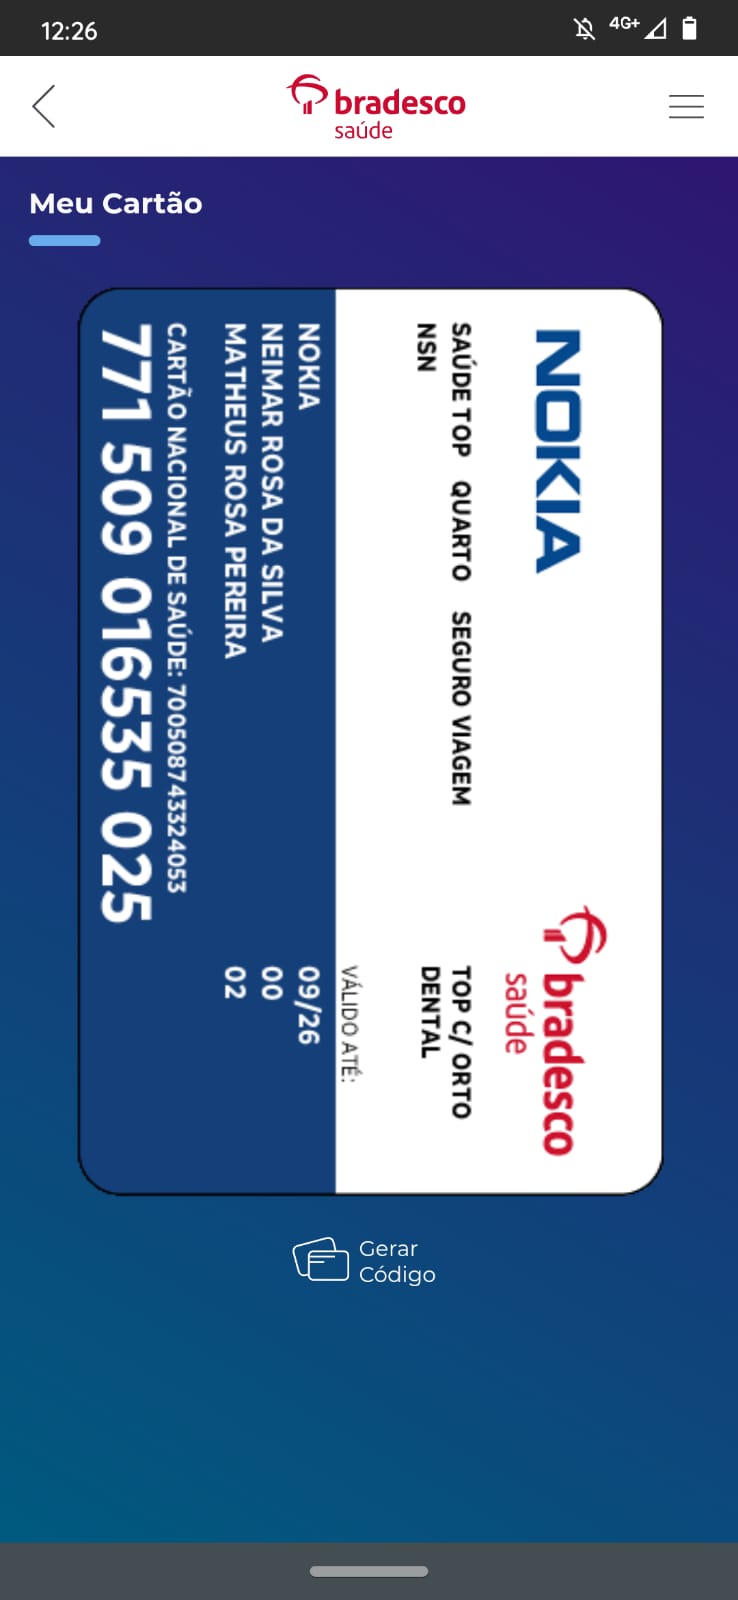 12:26
4G+
bradesco
saúde
Meu Cartão
NOKIA
bradesco
saúde
SAÚDE TOP QUARTO SEGURO VIAGEM TOP C/ ORTO
NSN DENTAL
VÁLIDO ATÉ:
NOKIA 09/26
NEIMAR ROSA DA SILVA 00
MATHEUS ROSA PEREIRA 02
CARTÃO NACIONAL DE SAÚDE: 700508743324053
771 509 016535 025
Gerar
Código